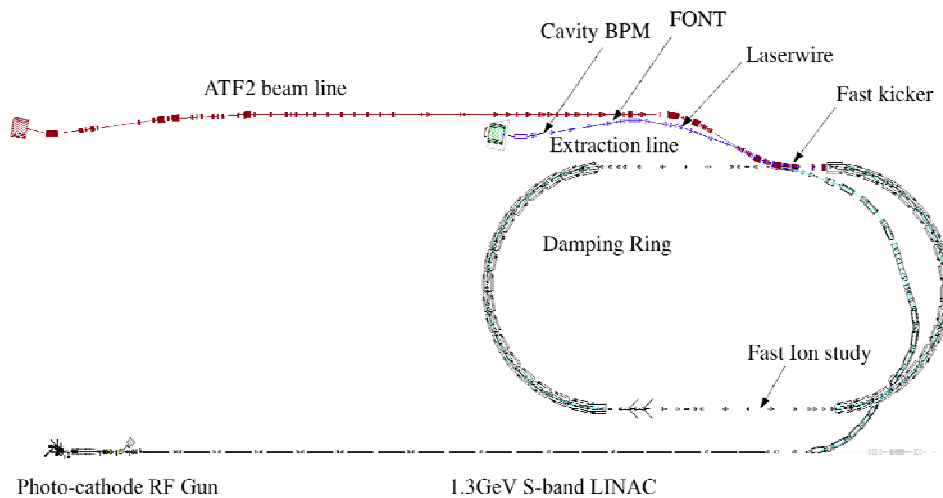 FONT
Cavity BPM
Laserwire
ATF2 beam line
Fast kicker
Extraction line
Damping Ring
Fast Ion study
Photo-cathode RF Gun
1.3GeV S-band LINAC